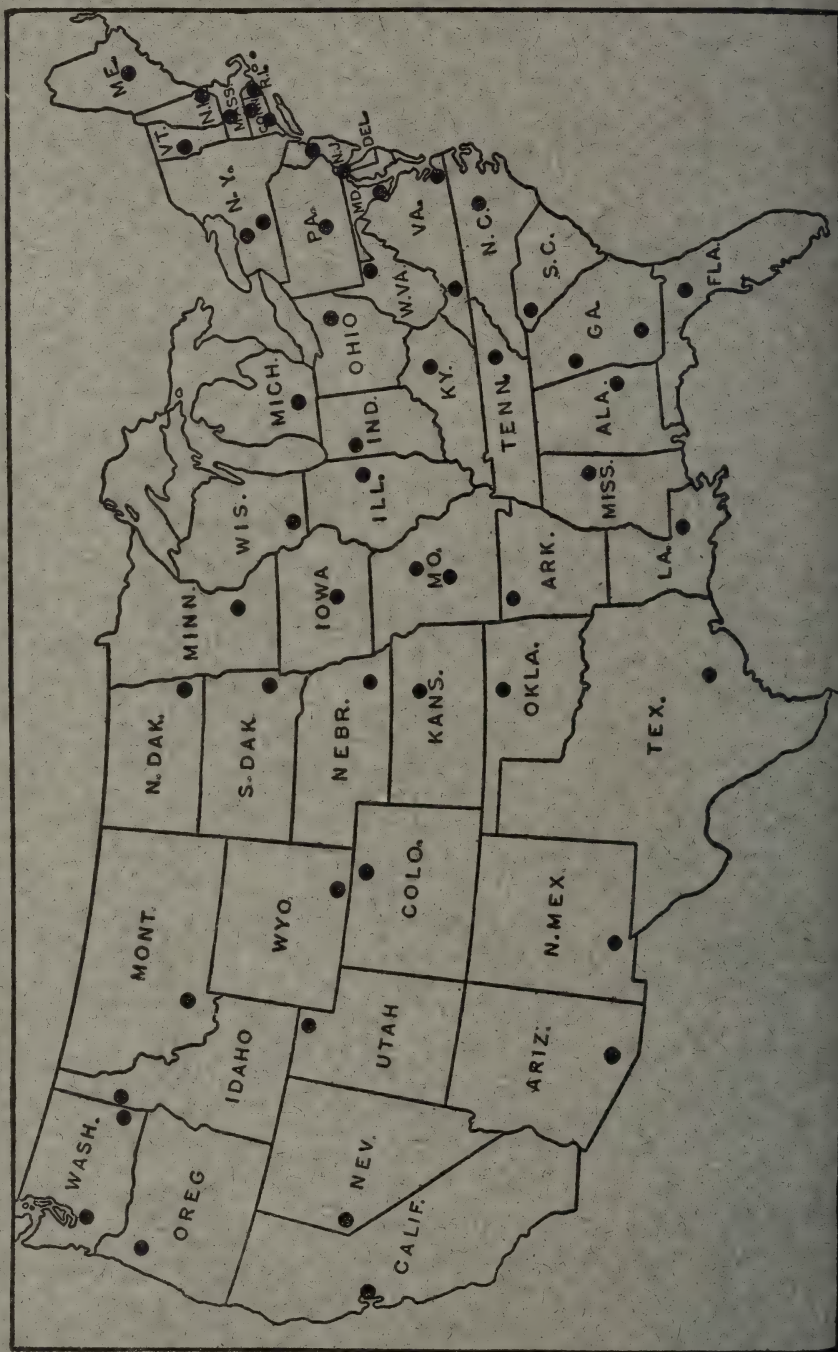 WASH.
OREG
CALIF.
NEV.
IDAHO
MONT.
WYO.
UTAH
COLO.
ARIZ.
N.MEX.
N.DAK.
S.DAK.
NEBR.
KANS.
OKLA.
TEX.
MINN.
IOWA
MO.
ARK.
LA.
WIS.
ILL.
MICH.
IND.
OHIO
KY.
TENN.
MISS.
ALA.
GA.
FLA.
S.C.
N.C.
VA.
W.VA.
MD.
DEL.
N.J.
PA.
N.Y.
VT.
MASS.
R.I.
ME.